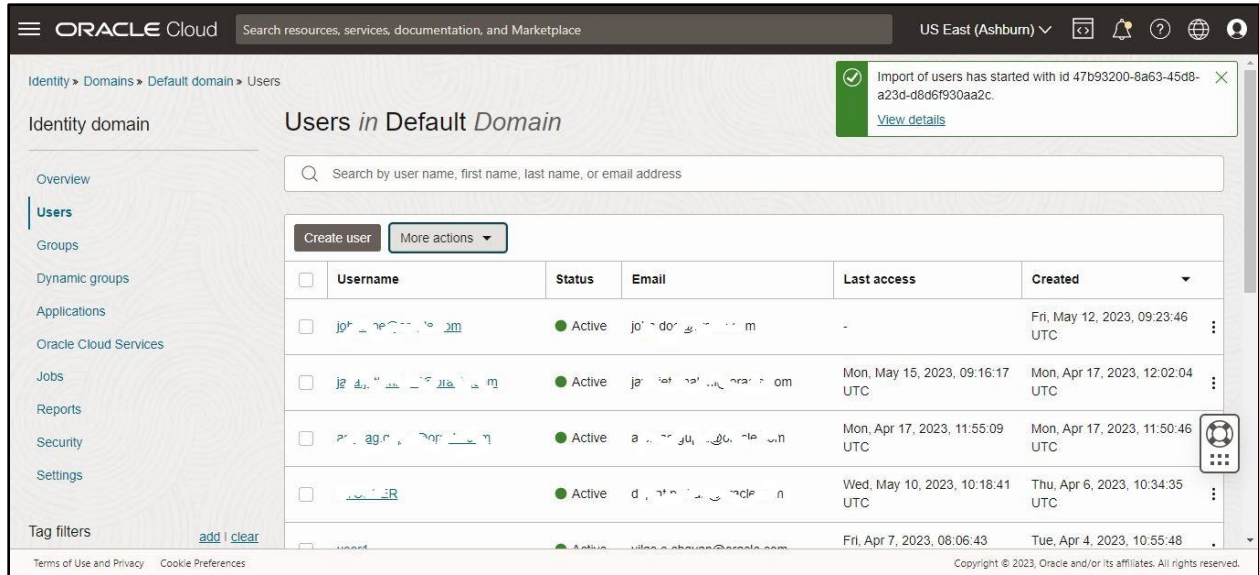 ORACLE Cloud
Search resources, services, documentation, and Marketplace
US East (Ashburn)
Identity » Domains » Default domain » Users
Import of users has started with id 47b93200-8a63-45d8-
a23d-d8d6f930aa2c.
View details
Identity domain
Users in Default Domain
Search by user name, first name, last name, or email address
Overview
Users
Groups
Dynamic groups
Applications
Oracle Cloud Services
Jobs
Reports
Security
Settings
Create user More actions
Username Status Email Last access Created
Active - Fri, May 12, 2023, 09:23:46
UTC
Active Mon, May 15, 2023, 09:16:17 Mon, Apr 17, 2023, 12:02:04
UTC UTC
Active Mon, Apr 17, 2023, 11:55:09 Mon, Apr 17, 2023, 11:50:46
UTC UTC
Active Wed, May 10, 2023, 10:18:41 Thu, Apr 6, 2023, 10:34:35
UTC UTC
user1 Active Fri, Apr 7, 2023, 08:06:43 Tue, Apr 4, 2023, 10:55:48
Tag filters add | clear
Terms of Use and Privacy Cookie Preferences
Copyright © 2023, Oracle and/or its affiliates. All rights reserved.